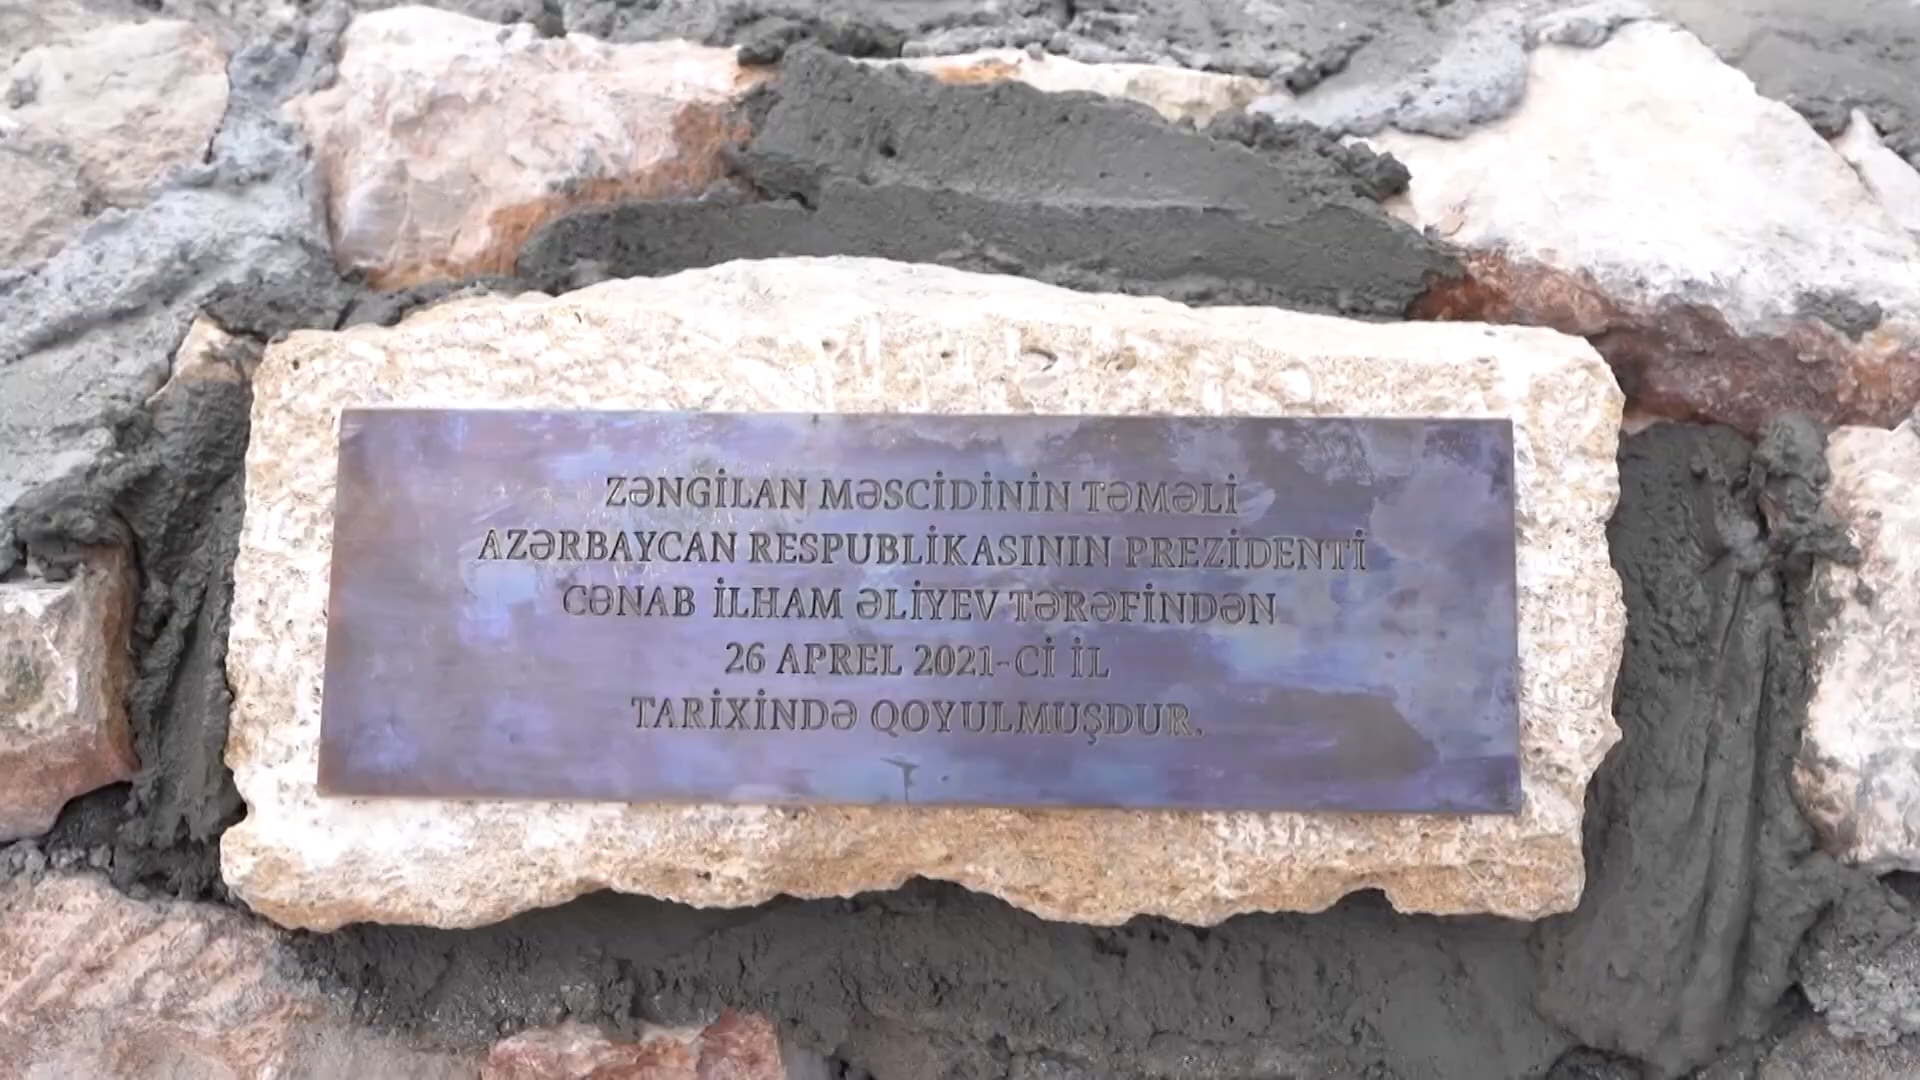 ZƏNGİLAN MƏSCİDİNİN TƏMƏLİ
AZƏRBAYCAN RESPUBLİKASININ PREZİDENTİ
CƏNAB İLHAM ƏLİYEV TƏRƏFİNDƏN
26 APREL 2021-Cİ İL
TARİXİNDƏ QOYULMUŞDUR.